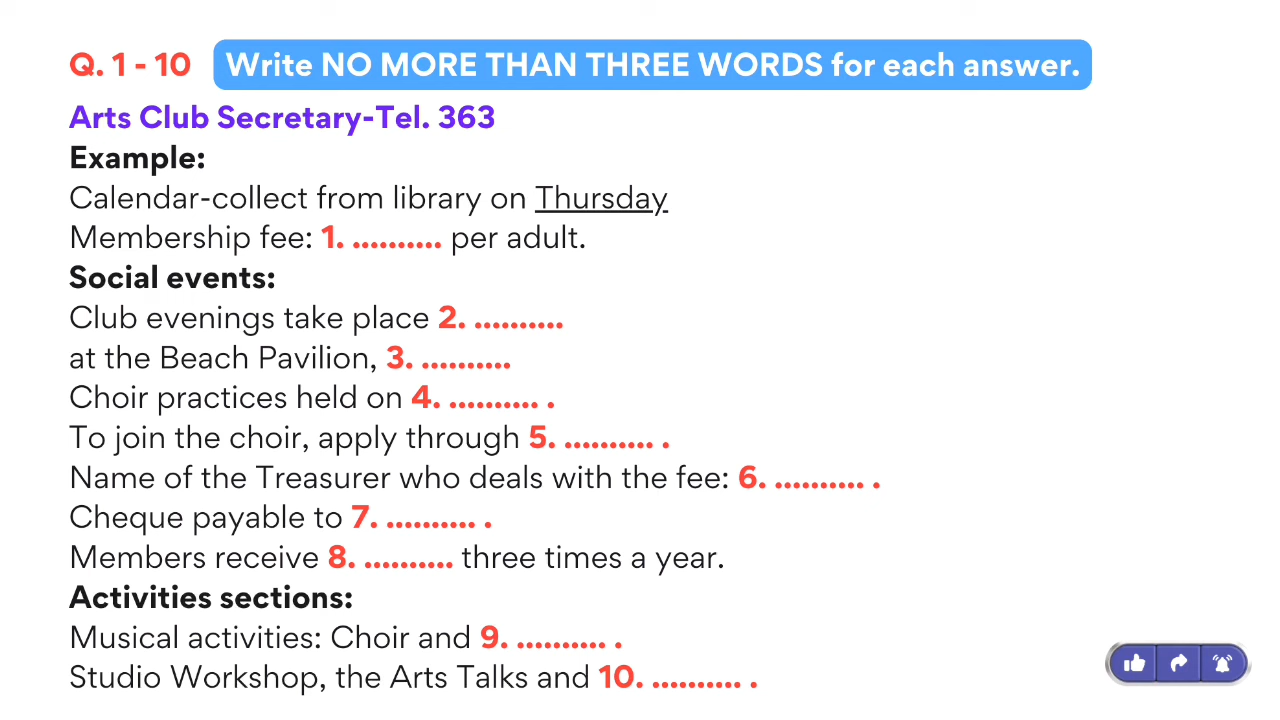 Q. 1 - 10 Write NO MORE THAN THREE WORDS for each answer.
Arts Club Secretary-Tel. 363
Example:
Calendar-collect from library on Thursday
Membership fee: 1. .......... per adult.
Social events:
Club evenings take place 2. ..........
at the Beach Pavilion, 3. ..........
Choir practices held on 4. .......... .
To join the choir, apply through 5. .......... .
Name of the Treasurer who deals with the fee: 6. .......... .
Cheque payable to 7. .......... .
Members receive 8. .......... three times a year.
Activities sections:
Musical activities: Choir and 9. .......... .
Studio Workshop, the Arts Talks and 10. .......... .